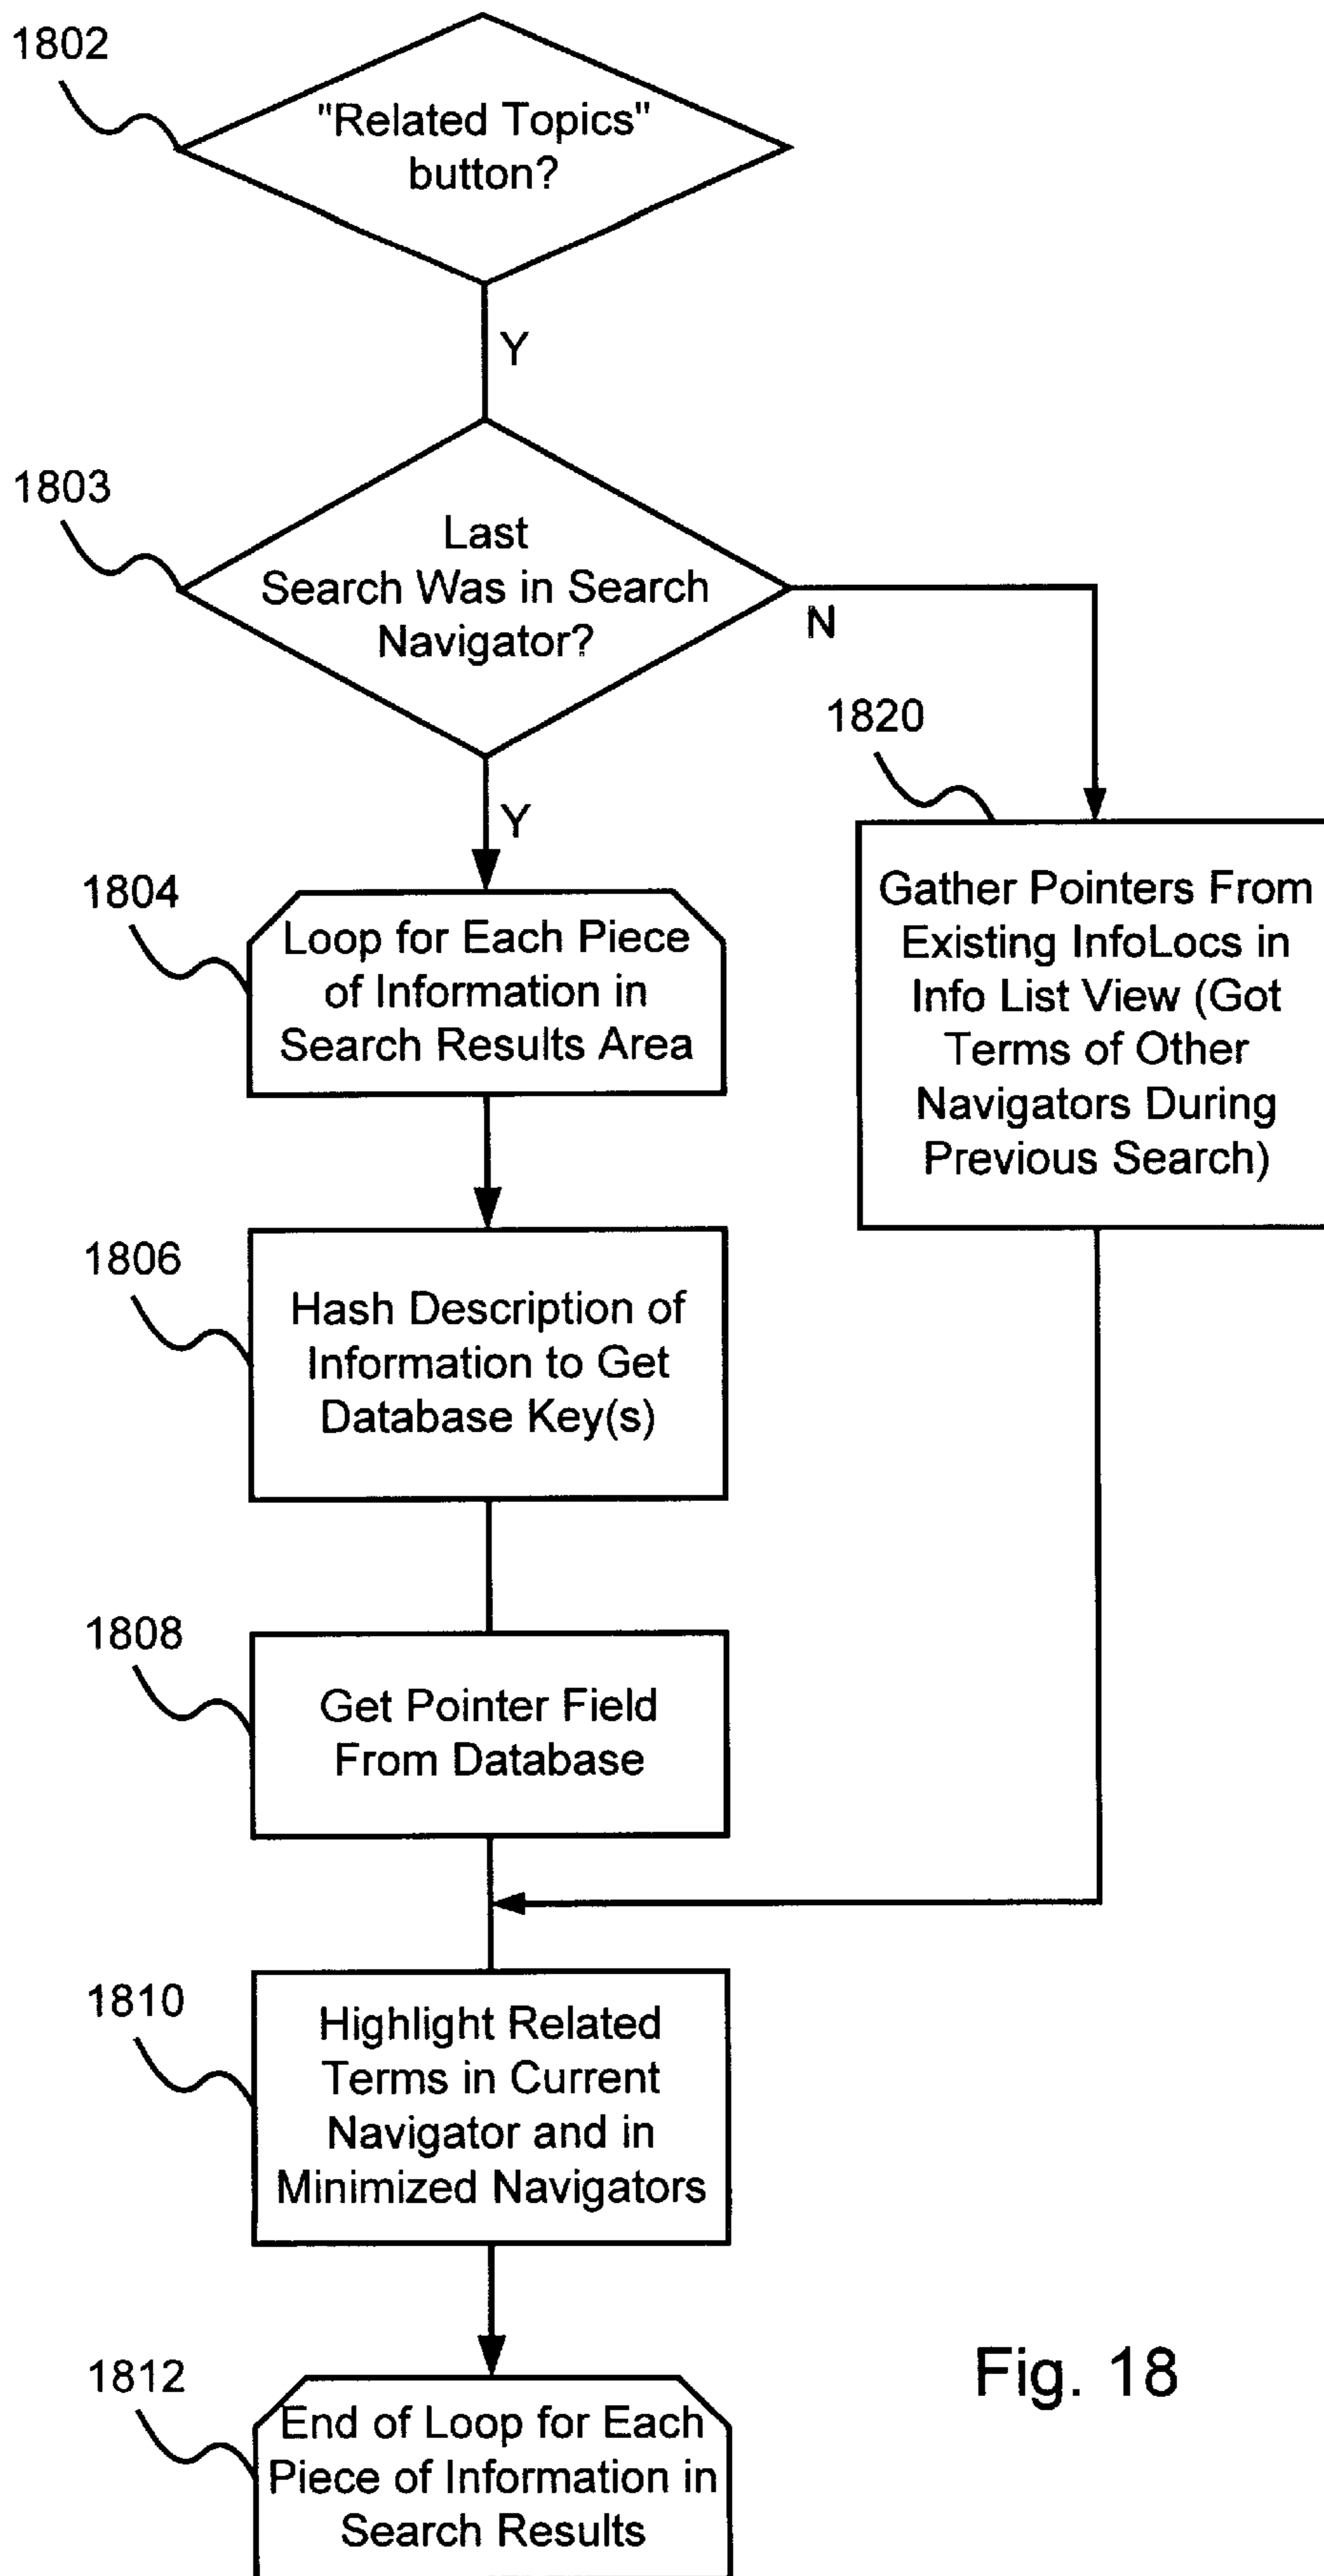 1802
"Related Topics"
button?
Y
1803
Last
Search Was in Search
Navigator?
N
Y
1820
Gather Pointers From
Existing InfoLocs in
Info List View (Got
Terms of Other
Navigators During
Previous Search)
1804
Loop for Each Piece
of Information in
Search Results Area
1806
Hash Description of
Information to Get
Database Key(s)
1808
Get Pointer Field
From Database
1810
Highlight Related
Terms in Current
Navigator and in
Minimized Navigators
1812
End of Loop for Each
Piece of Information in
Search Results
Fig. 18